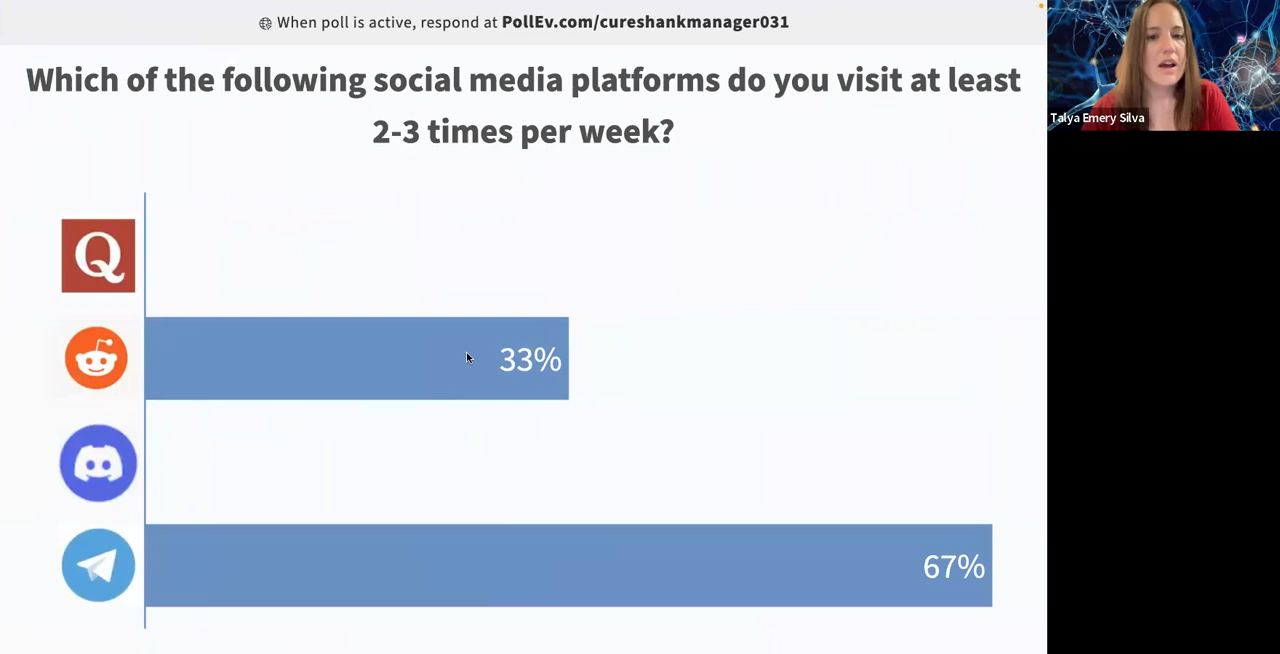 When poll is active, respond at PollEv.com/cureshankmanager031
Which of the following social media platforms do you visit at least
2-3 times per week?
Talya Emery Silva
Q
33%
67%